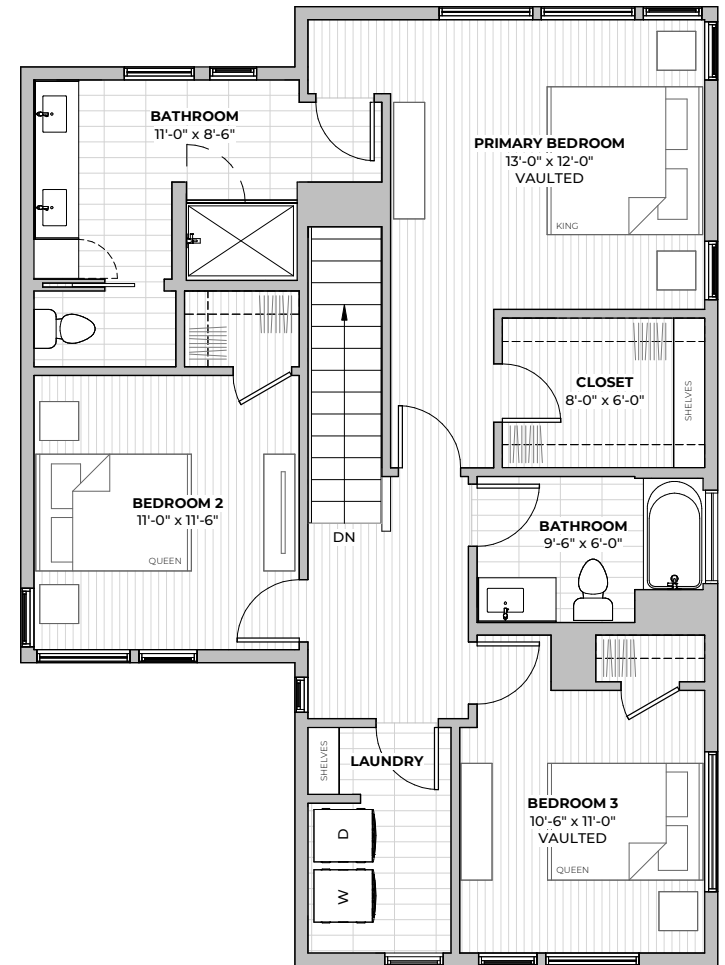 BATHROOM
11'-0" x 8'-6"
PRIMARY BEDROOM
13'-0" x 12'-0"
VAULTED
KING
CLOSET
8'-0" x 6'-0"
SHELVES
BEDROOM 2
11'-0" x 11'-6"
QUEEN
DN
BATHROOM
9'-6" x 6'-0"
LAUNDRY
SHELVES
D
W
BEDROOM 3
10'-6" x 11'-0"
VAULTED
QUEEN